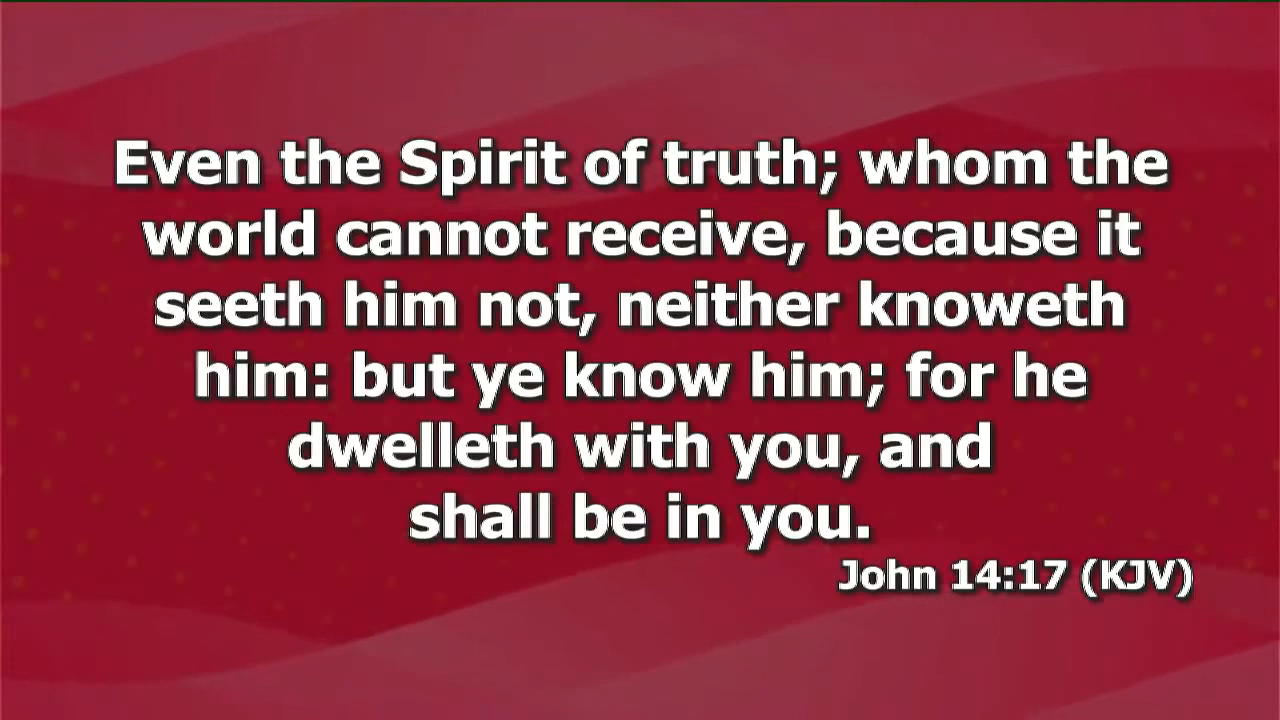 Even the Spirit of truth; whom the
world cannot receive, because it
seeth him not, neither knoweth
him: but ye know him; for he
dwelleth with you, and
shall be in you.
John 14:17 (KJV)